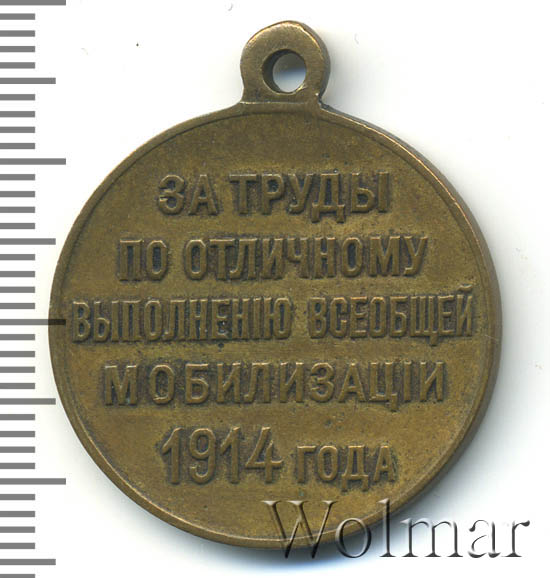 ЗА ТРУДЫ
ПО ОТЛИЧНОМУ
ВЫПОЛНЕНІЮ ВСЕОБЩЕЙ
МОБИЛИЗАЦІИ
1914 ГОДА
Wolmar